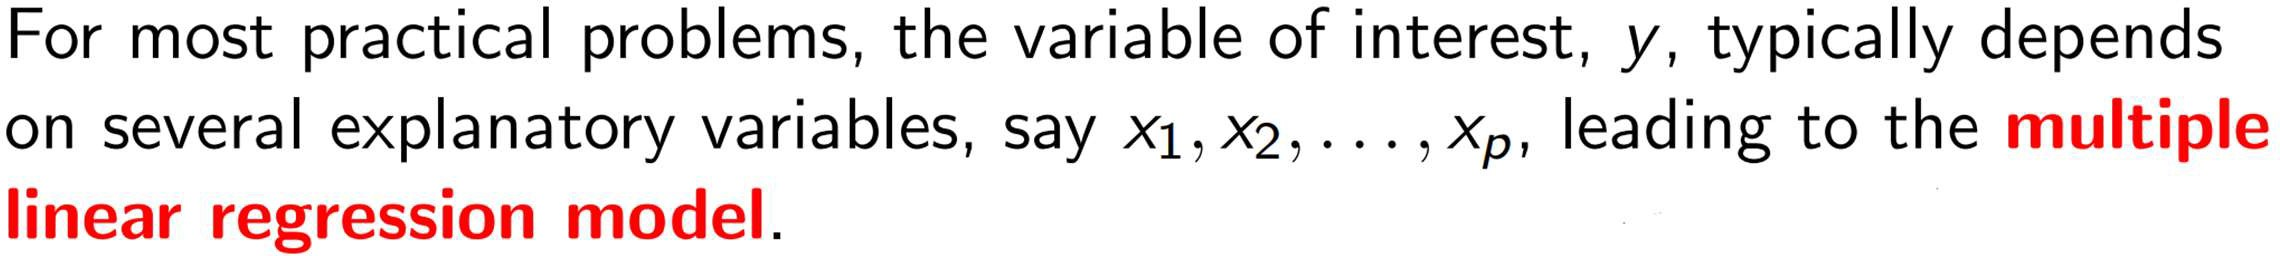 For most practical problems, the variable of interest, y, typically depends
on several explanatory variables, say x₁, x₂, . . . , xₚ, leading to the multiple
linear regression model.